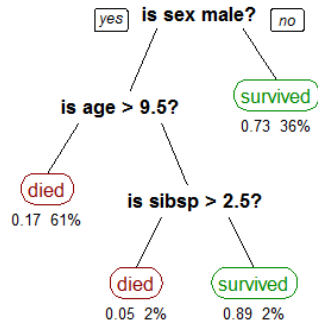 yes is sex male? no
is age > 9.5?
survived
0.73 36%
died
0.17 61%
is sibsp > 2.5?
died survived
0.05 2% 0.89 2%